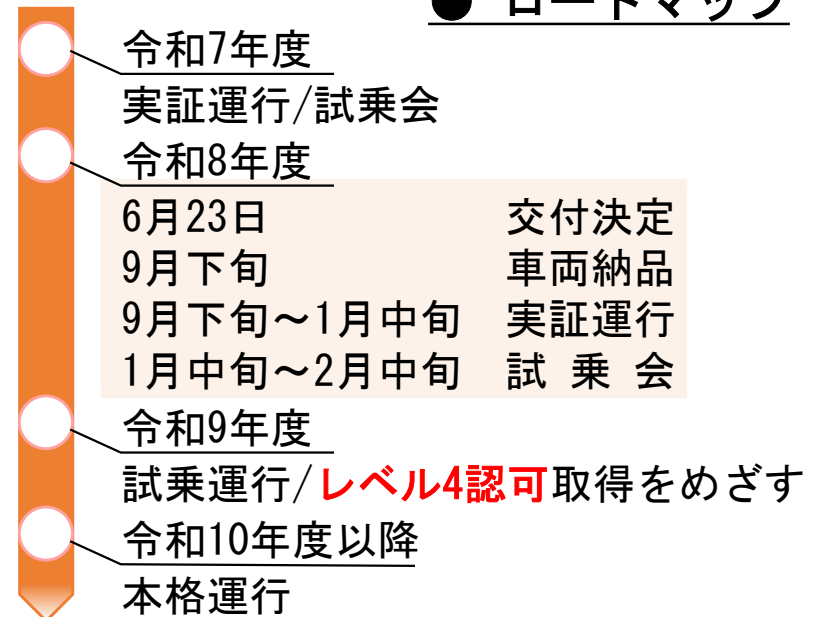 ● ロードマップ
令和7年度
実証運行/試乗会
令和8年度
6月23日 交付決定
9月下旬 車両納品
9月下旬～1月中旬 実証運行
1月中旬～2月中旬 試 乗 会
令和9年度
試乗運行/レベル4認可取得をめざす
令和10年度以降
本格運行